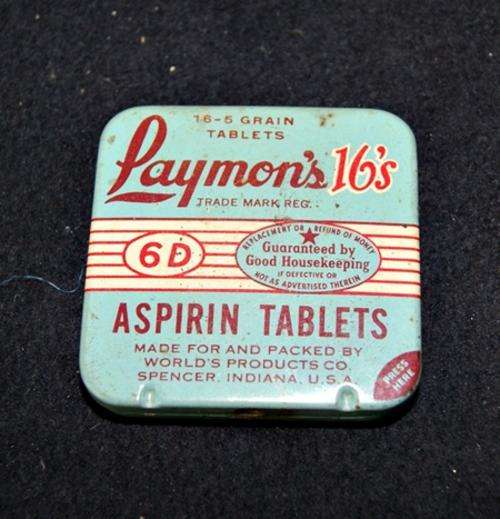 16-5 GRAIN
TABLETS
Laymon's 16's
TRADE MARK REG.
6D
REPLACEMENT OR REFUND OF MONEY
Guaranteed by
Good Housekeeping
IF DEFECTIVE OR
NOT AS ADVERTISED THEREIN
ASPIRIN TABLETS
MADE FOR AND PACKED BY
WORLD'S PRODUCTS CO.
SPENCER, INDIANA, U.S.A.
PRESS
HERE